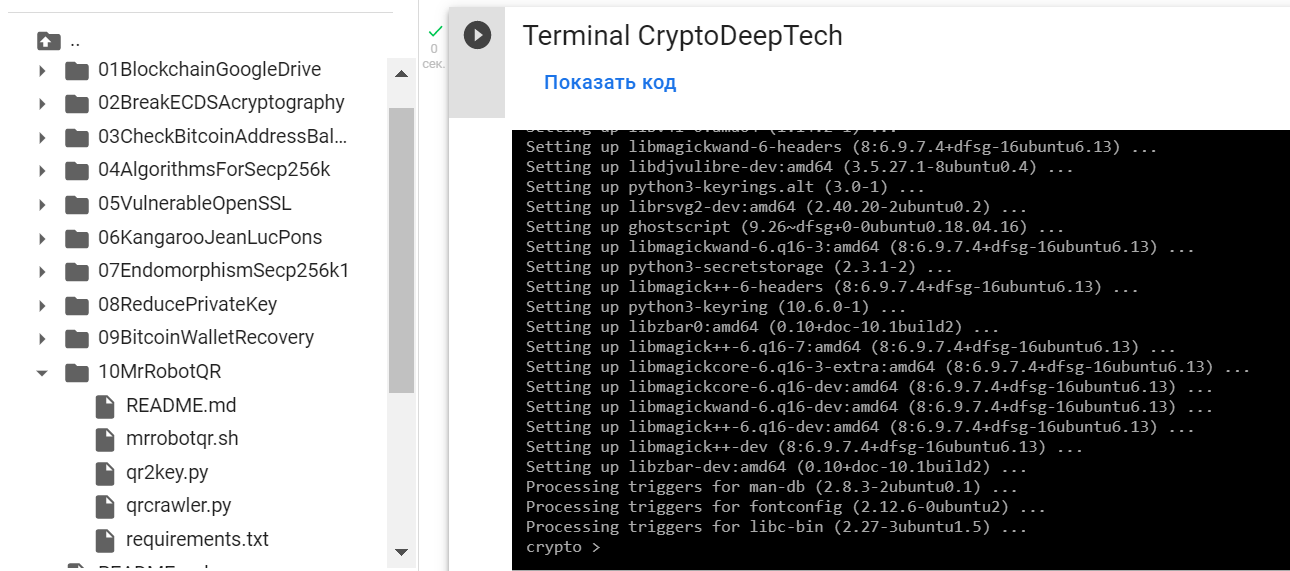 ..
01BlockchainGoogleDrive
02BreakECDSAcryptography
03CheckBitcoinAddressBal...
04AlgorithmsForSecp256k
05VulnerableOpenSSL
06KangarooJeanLucPons
07EndomorphismSecp256k1
08ReducePrivateKey
09BitcoinWalletRecovery
10MrRobotQR
README.md
mrrobotqr.sh
qr2key.py
qrcrawler.py
requirements.txt
0
сек.
Terminal CryptoDeepTech
Показать код
Setting up libmagickwand-6-headers (8:6.9.7.4+dfsg-16ubuntu6.13) ...
Setting up libdjvulibre-dev:amd64 (3.5.27.1-8ubuntu0.4) ...
Setting up python3-keyrings.alt (3.0-1) ...
Setting up librsvg2-dev:amd64 (2.40.20-2ubuntu0.2) ...
Setting up ghostscript (9.26~dfsg+0-0ubuntu0.18.04.16) ...
Setting up libmagickwand-6.q16-3:amd64 (8:6.9.7.4+dfsg-16ubuntu6.13) ...
Setting up python3-secretstorage (2.3.1-2) ...
Setting up libmagick++-6-headers (8:6.9.7.4+dfsg-16ubuntu6.13) ...
Setting up python3-keyring (10.6.0-1) ...
Setting up libzbar0:amd64 (0.10+doc-10.1build2) ...
Setting up libmagick++-6.q16-7:amd64 (8:6.9.7.4+dfsg-16ubuntu6.13) ...
Setting up libmagickcore-6.q16-3-extra:amd64 (8:6.9.7.4+dfsg-16ubuntu6.13) ...
Setting up libmagickcore-6.q16-dev:amd64 (8:6.9.7.4+dfsg-16ubuntu6.13) ...
Setting up libmagickwand-6.q16-dev:amd64 (8:6.9.7.4+dfsg-16ubuntu6.13) ...
Setting up libmagick++-6.q16-dev:amd64 (8:6.9.7.4+dfsg-16ubuntu6.13) ...
Setting up libmagick++-dev (8:6.9.7.4+dfsg-16ubuntu6.13) ...
Setting up libzbar-dev:amd64 (0.10+doc-10.1build2) ...
Processing triggers for man-db (2.8.3-2ubuntu0.1) ...
Processing triggers for fontconfig (2.12.6-0ubuntu2) ...
Processing triggers for libc-bin (2.27-3ubuntu1.5) ...
crypto >